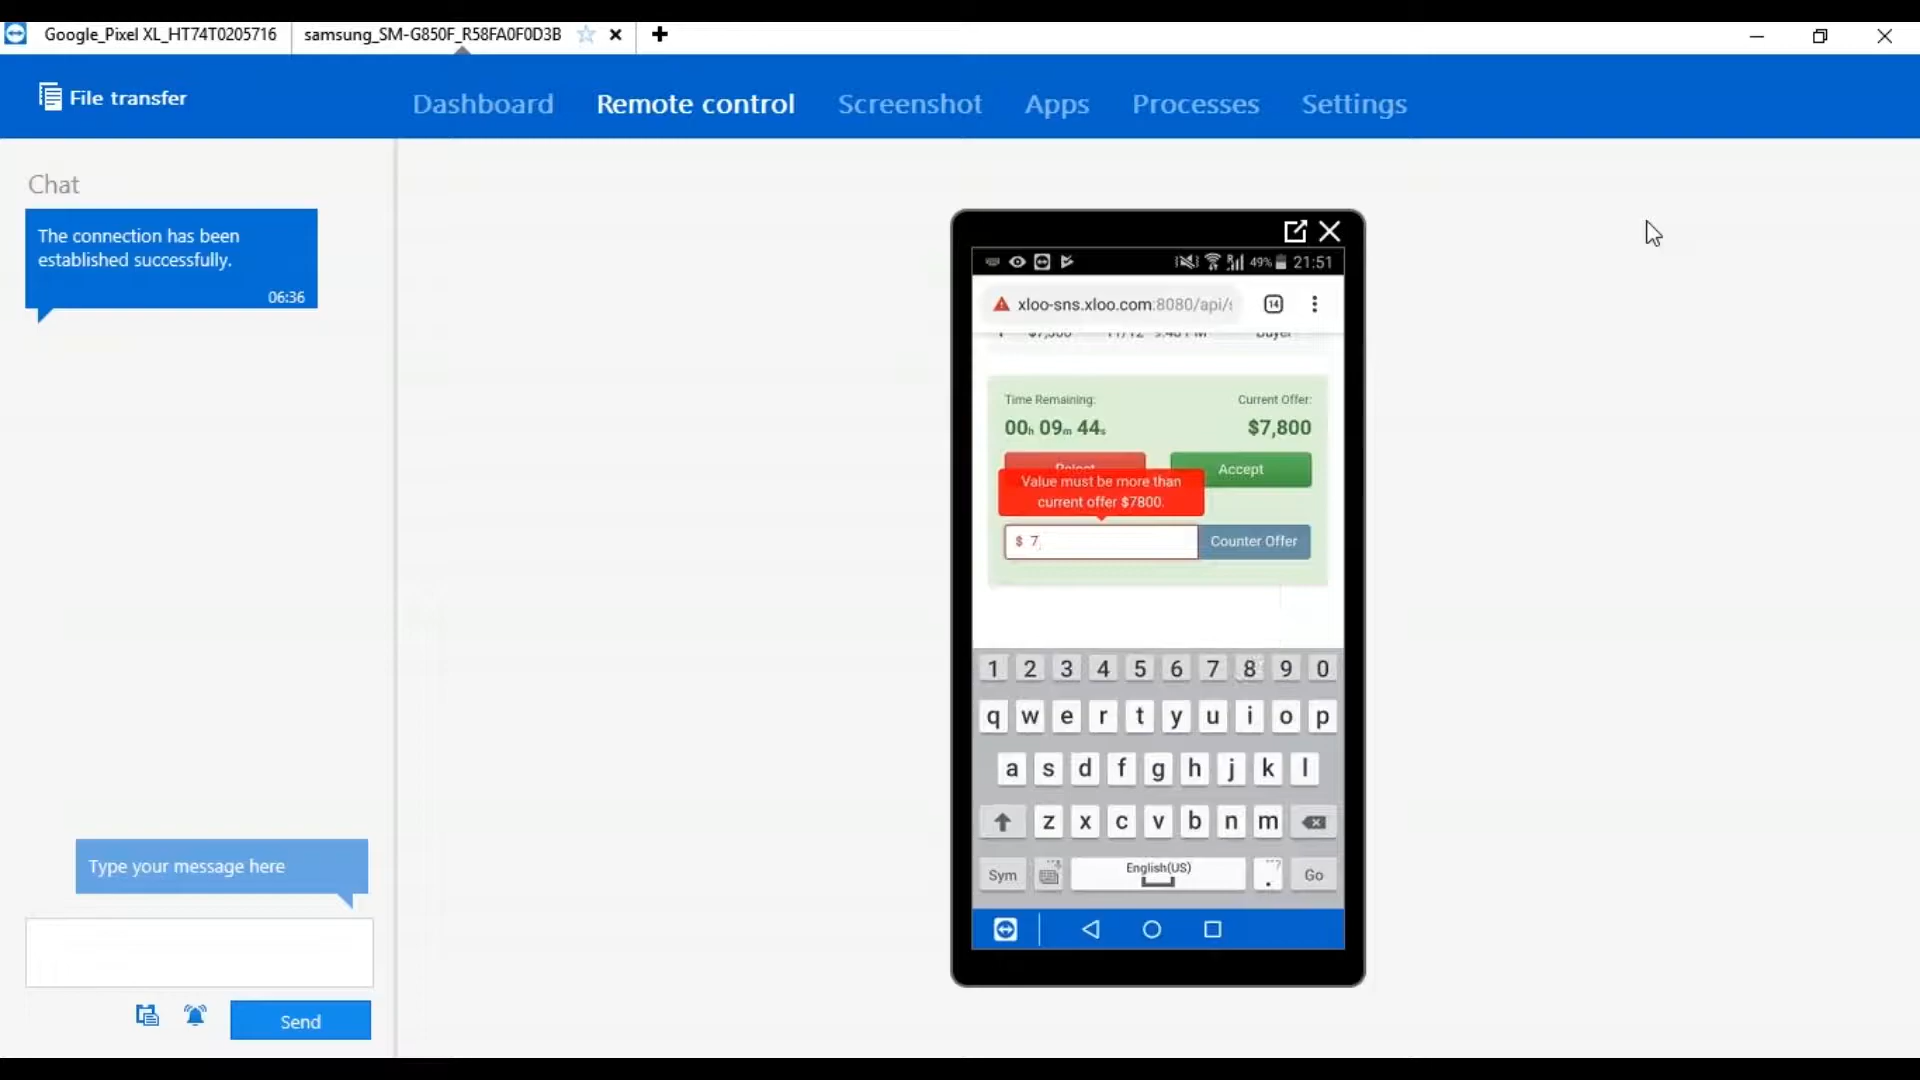 Google_Pixel XL_HT74T0205716
samsung_SM-G850F_R58FA0F0D3B
File transfer
Dashboard
Remote control
Screenshot
Apps
Processes
Settings
Chat
The connection has been
established successfully.
06:36
49%
21:51
xloo-sns.xloo.com:8080/api/
14
Time Remaining:
Current Offer:
00h 09m 44s
$7,800
Reject
Accept
Value must be more than
current offer $7800.
$ 7,
Counter Offer
1 2 3 4 5 6 7 8 9 0
q w e r t y u i o p
a s d f g h j k l
z x c v b n m
Sym
English(US)
.
Go
Type your message here
Send